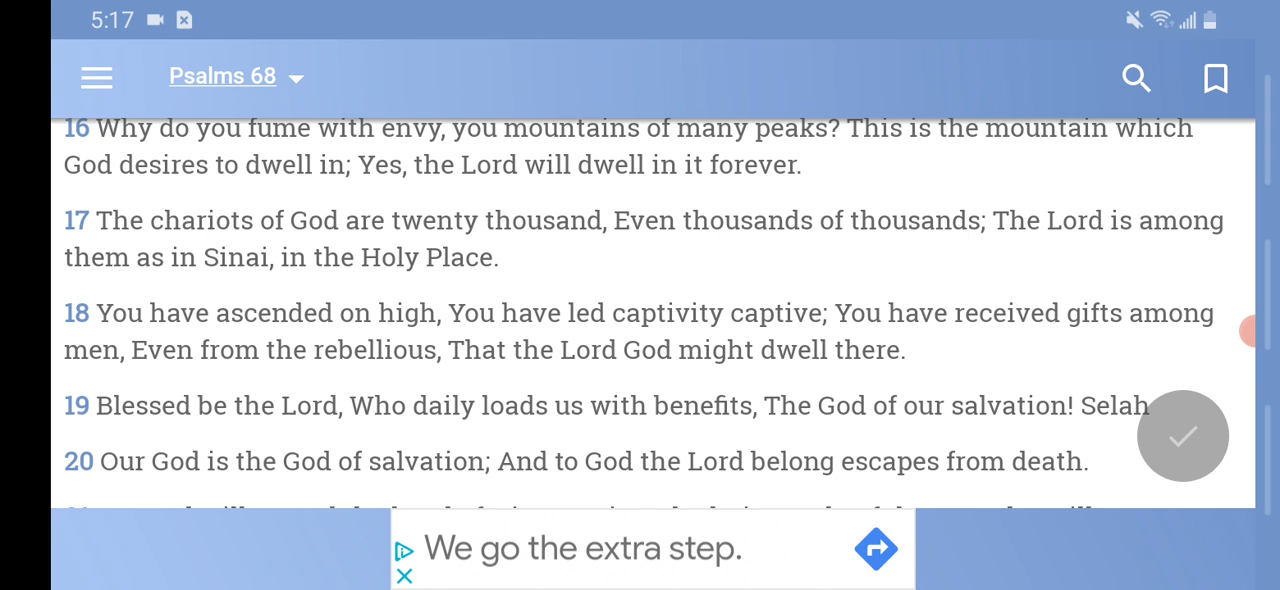 5:17
Psalms 68
16 Why do you fume with envy, you mountains of many peaks? This is the mountain which
God desires to dwell in; Yes, the Lord will dwell in it forever.
17 The chariots of God are twenty thousand, Even thousands of thousands; The Lord is among
them as in Sinai, in the Holy Place.
18 You have ascended on high, You have led captivity captive; You have received gifts among
men, Even from the rebellious, That the Lord God might dwell there.
19 Blessed be the Lord, Who daily loads us with benefits, The God of our salvation! Selah
20 Our God is the God of salvation; And to God the Lord belong escapes from death.
We go the extra step.